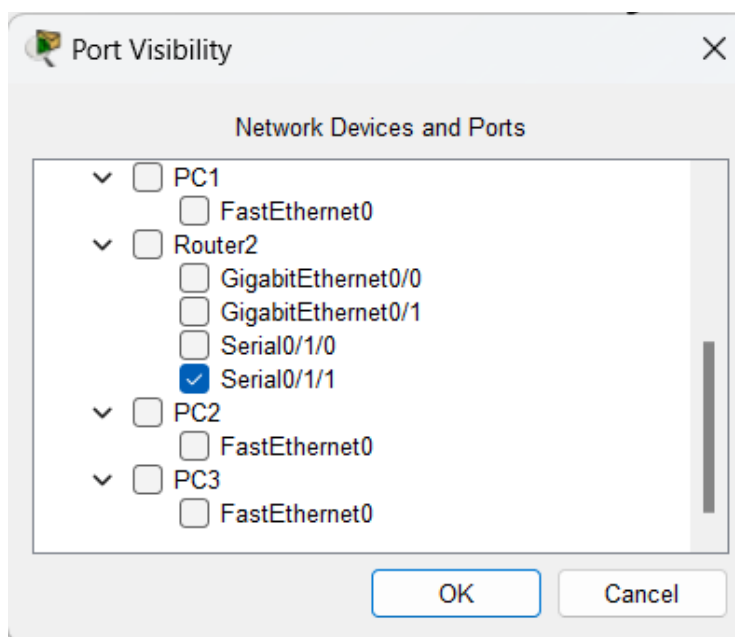 Port Visibility
Network Devices and Ports
PC1
FastEthernet0
Router2
GigabitEthernet0/0
GigabitEthernet0/1
Serial0/1/0
Serial0/1/1
PC2
FastEthernet0
PC3
FastEthernet0
OK Cancel